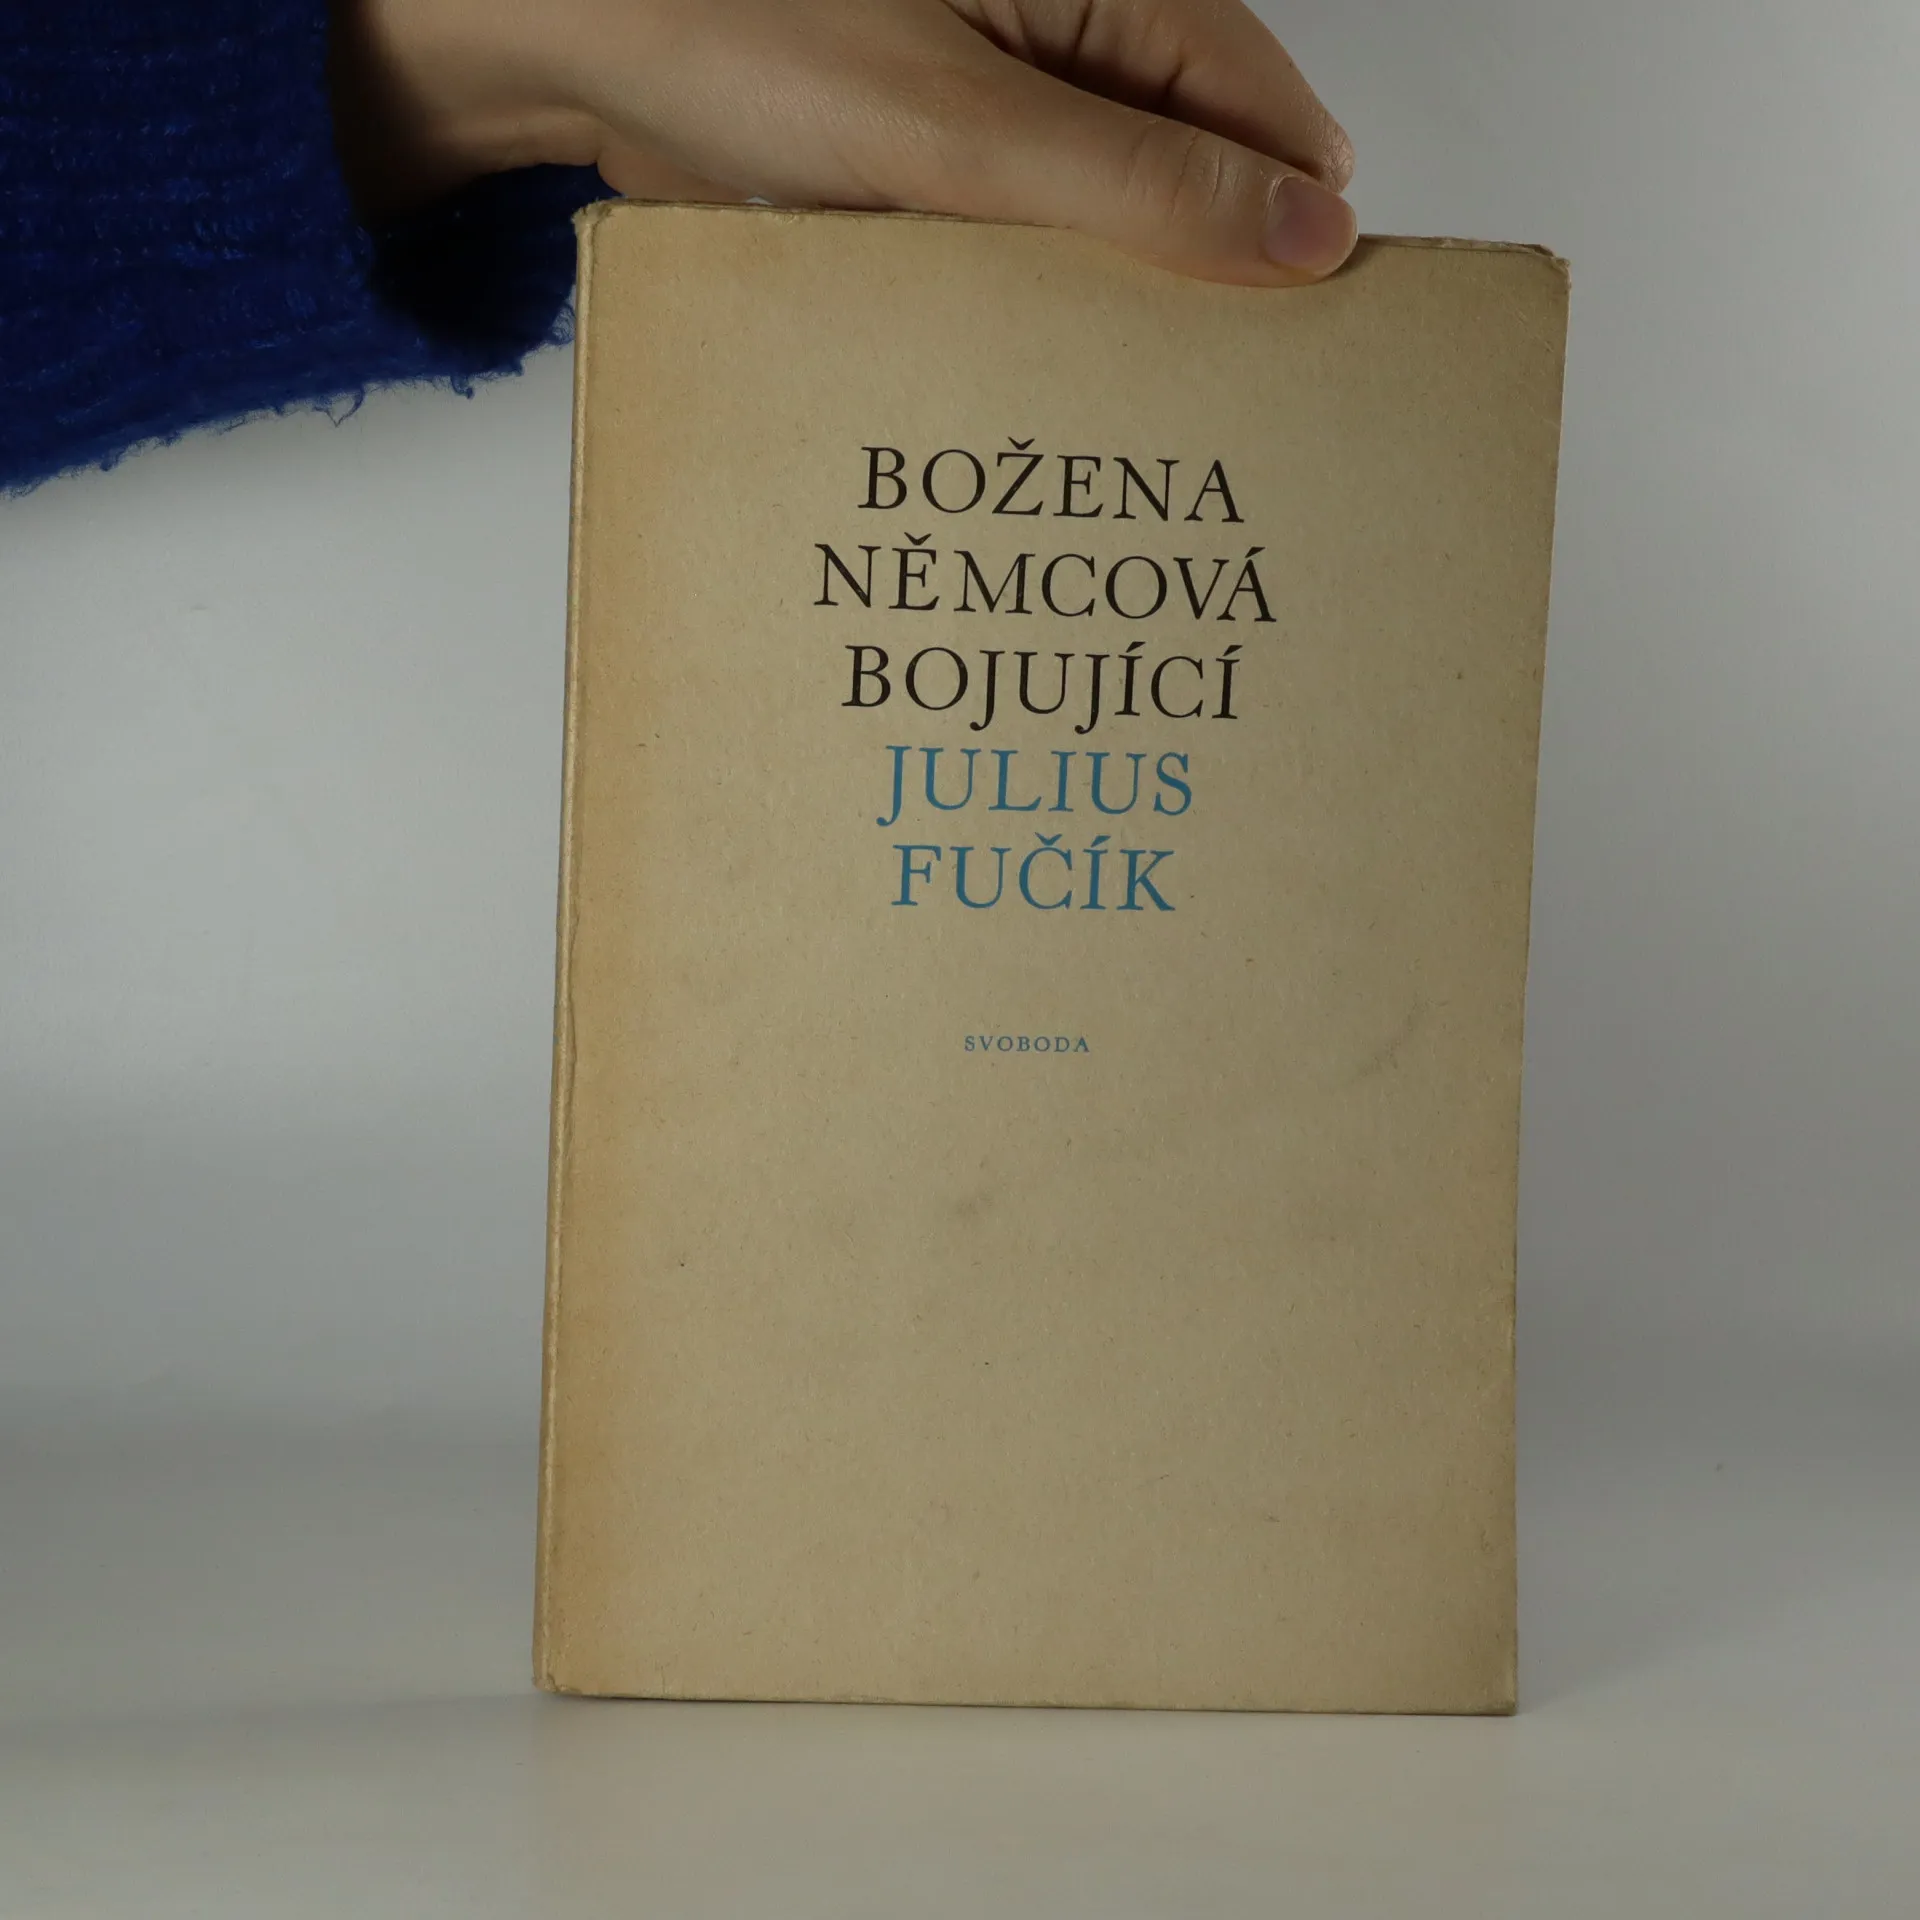 BOŽENA
NĚMCOVÁ
BOJUJÍCÍ
JULIUS
FUČÍK
SVOBODA